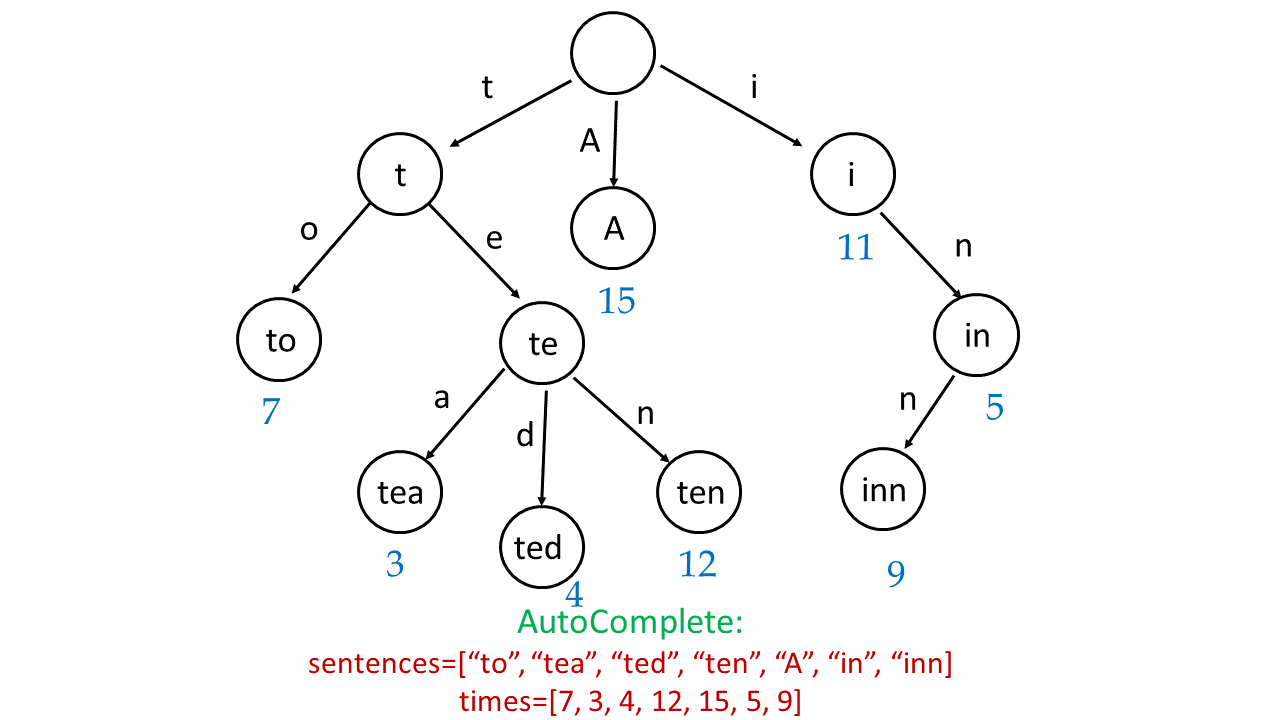 t
i
A
t
i
A
11
o
e
n
15
to
te
in
7
5
a
d
n
n
tea
ted
ten
inn
3
4
12
9
AutoComplete:
sentences=[“to”, “tea”, “ted”, “ten”, “A”, “in”, “inn]
times=[7, 3, 4, 12, 15, 5, 9]